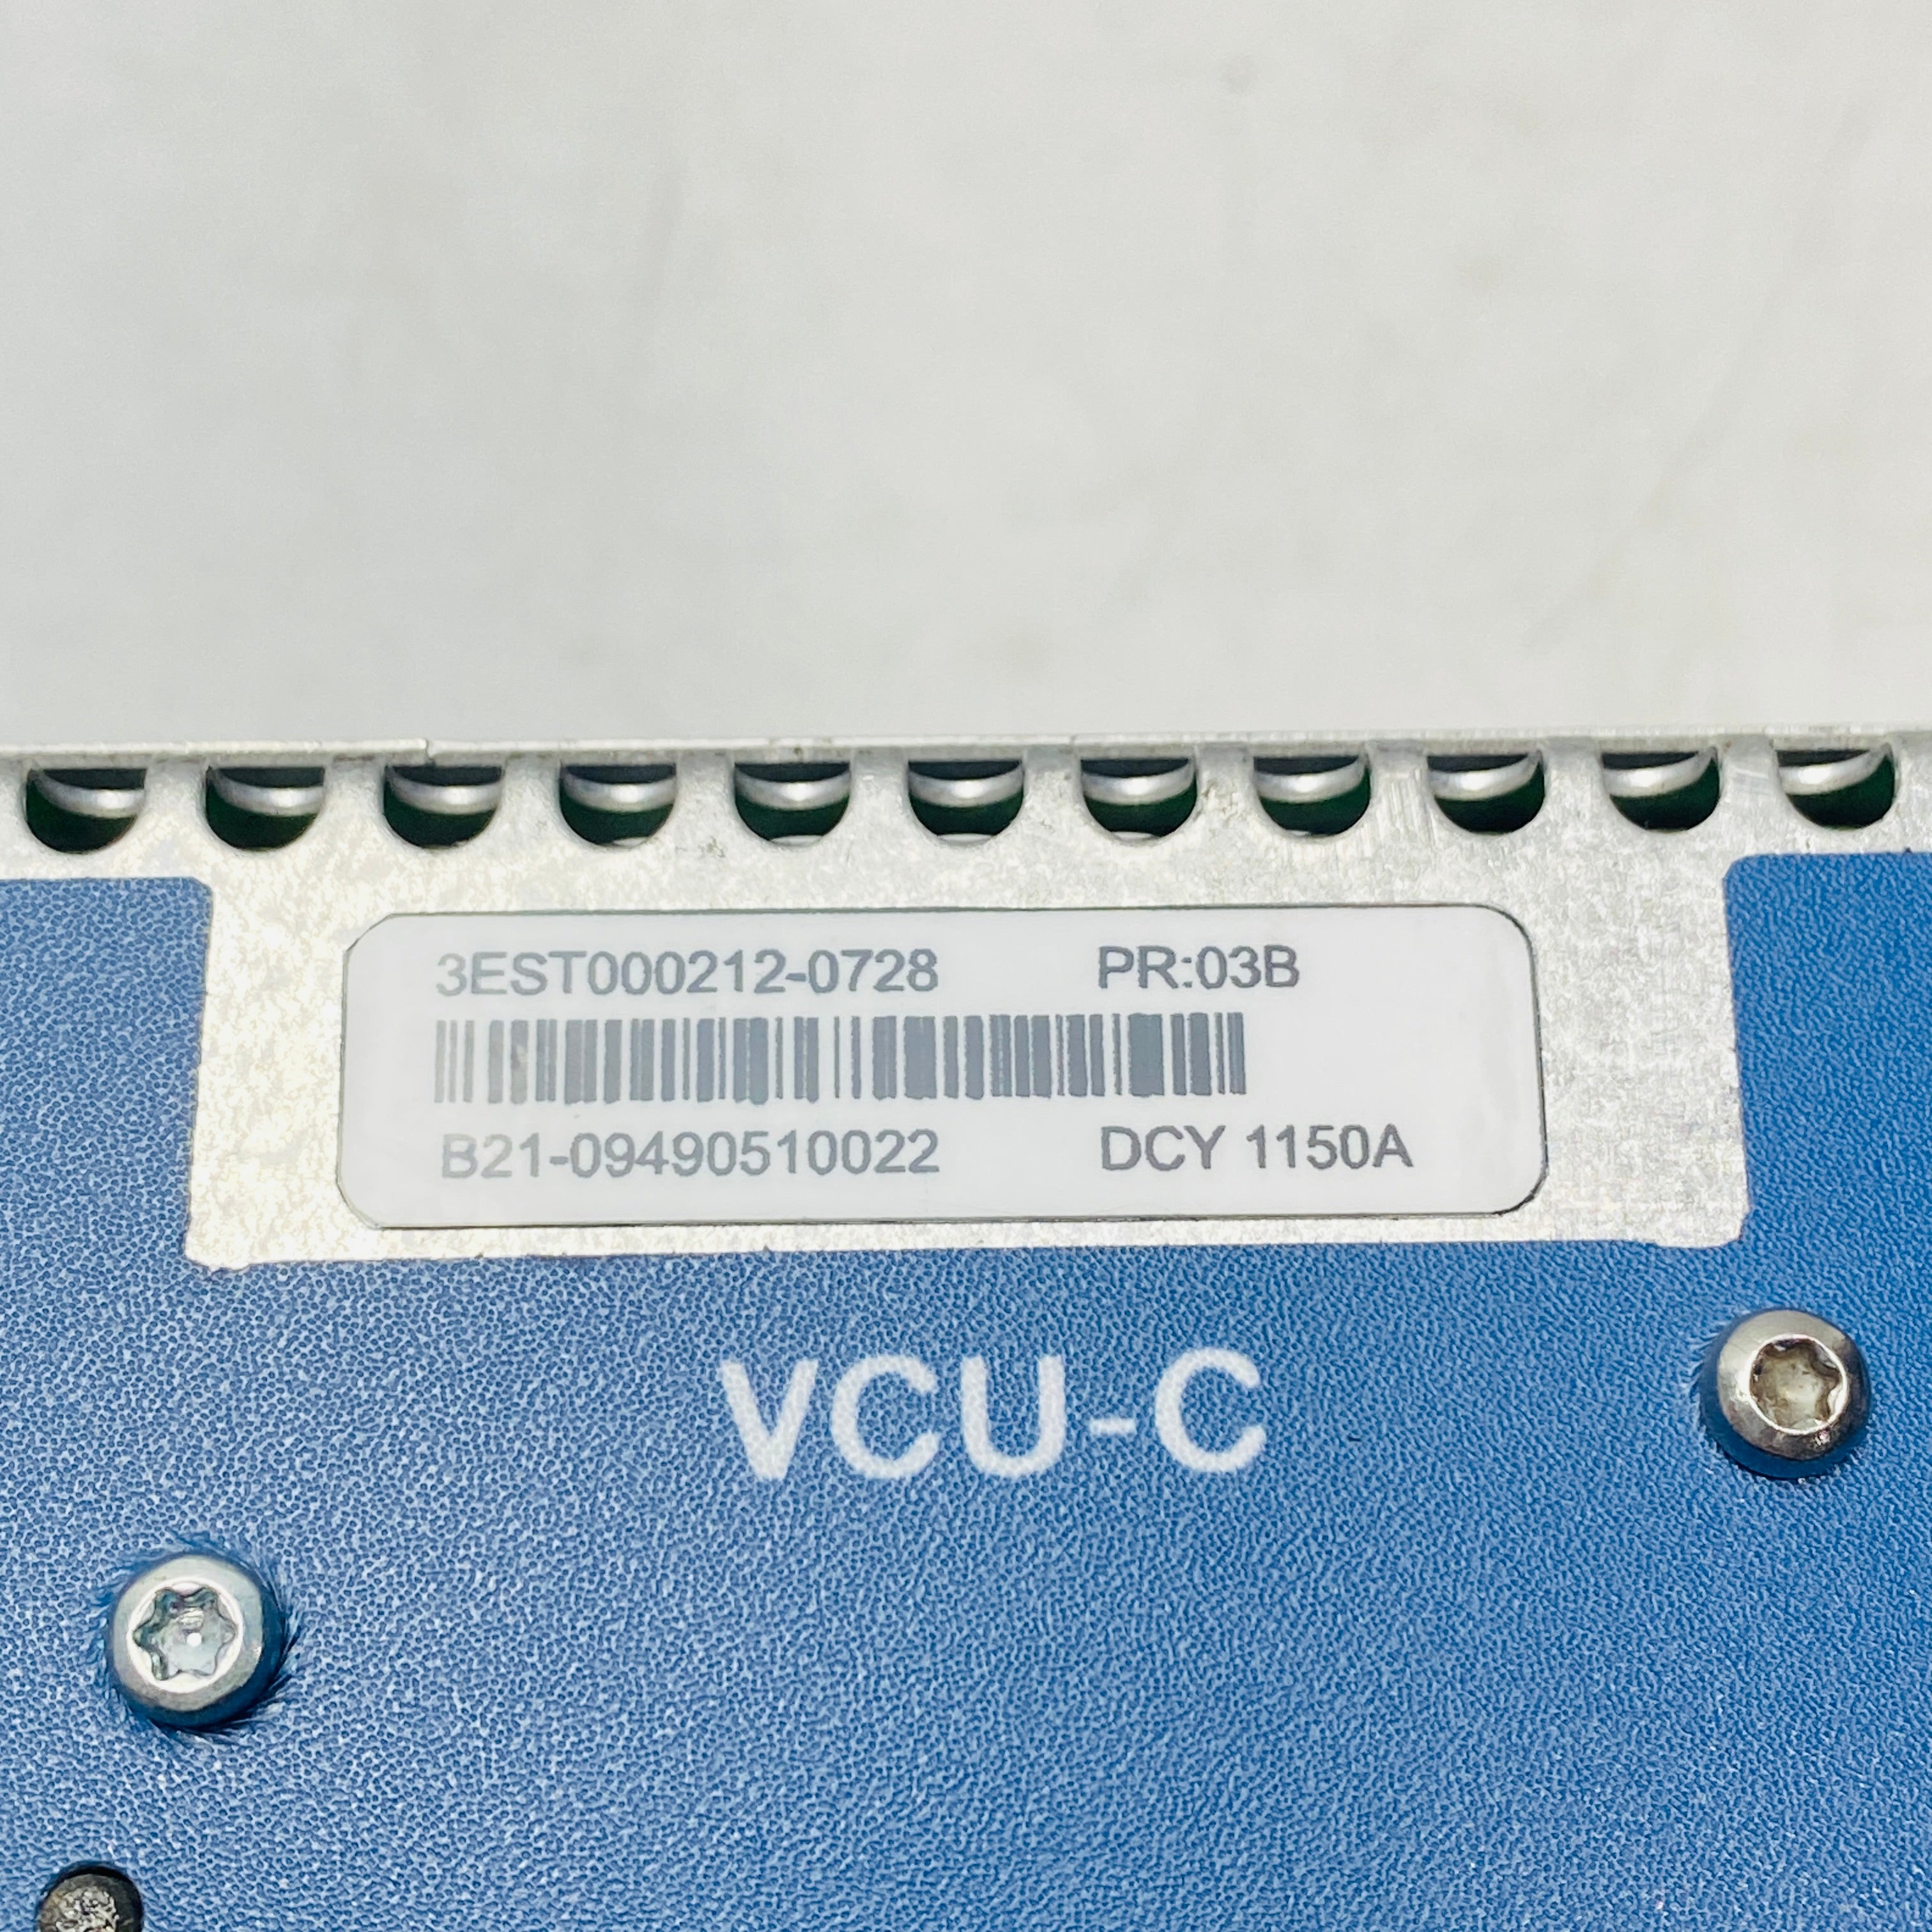 3EST000212-0728 PR:03B
B21-09490510022 DCY 1150A
VCU-C